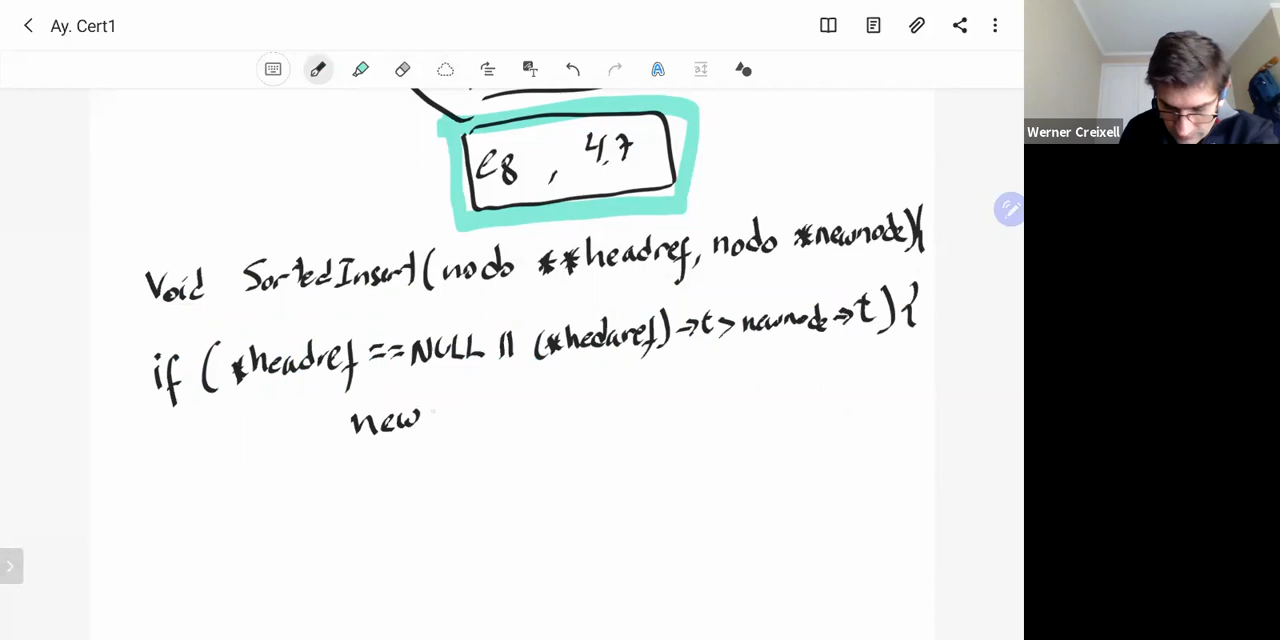 Ay. Cert1
Werner Creixell
e8 , 4.7
Void SortedInsert(nodo **headref, nodo *newnode){
if (*headref ==NULL || (*hedaref)->t > newnode->t){
new